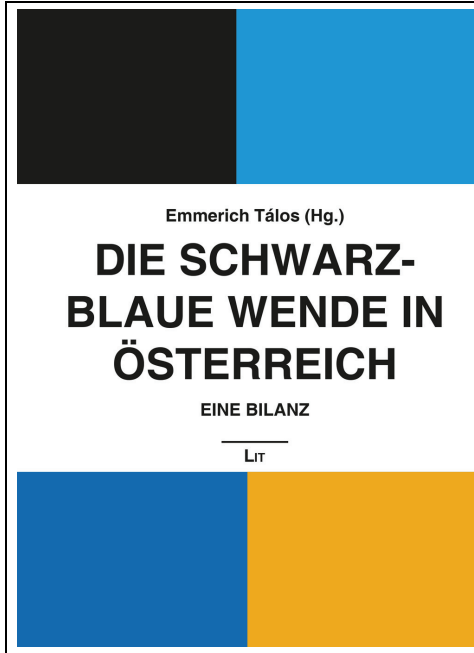 Emmerich Tálos (Hg.)
DIE SCHWARZ-
BLAUE WENDE IN
ÖSTERREICH
EINE BILANZ
LIT